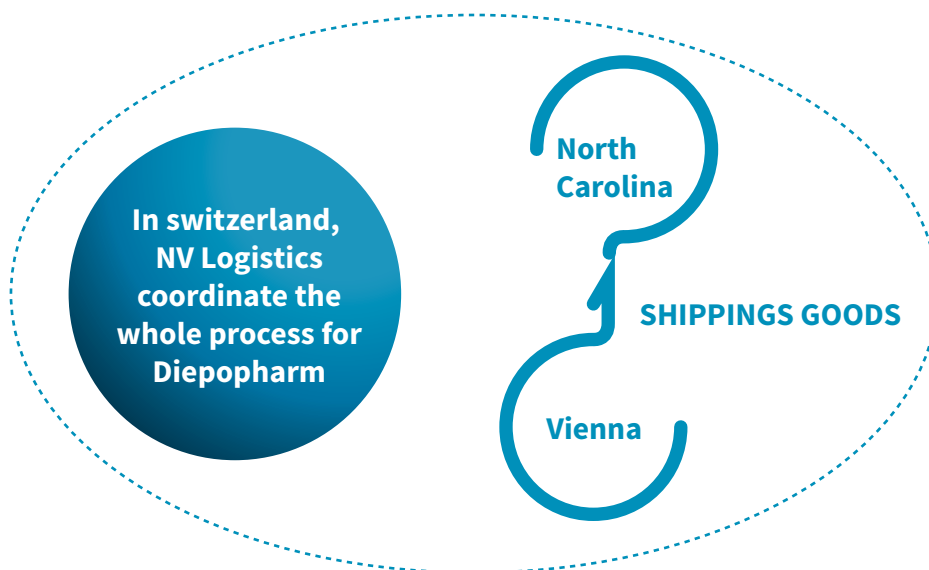 In switzerland,
NV Logistics
coordinate the
whole process for
Diepopharm
North
Carolina
SHIPPINGS GOODS
Vienna